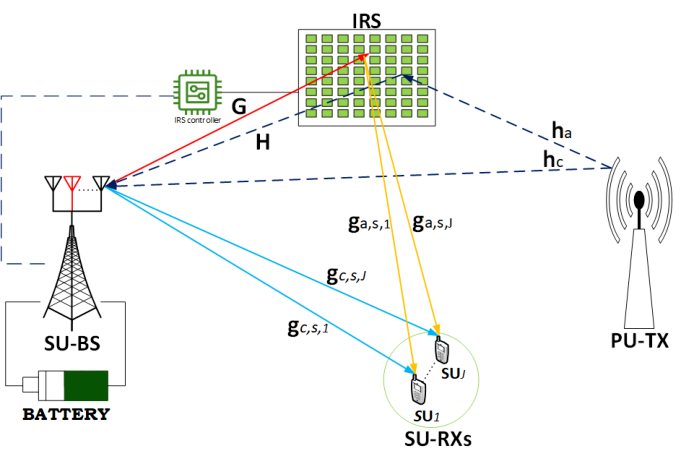 IRS
IRS controller
G
H
ha
hc
ga,s,1
ga,s,J
gc,s,J
gc,s,1
SU-BS
PU-TX
SUJ
BATTERY
SU1
SU-RXs